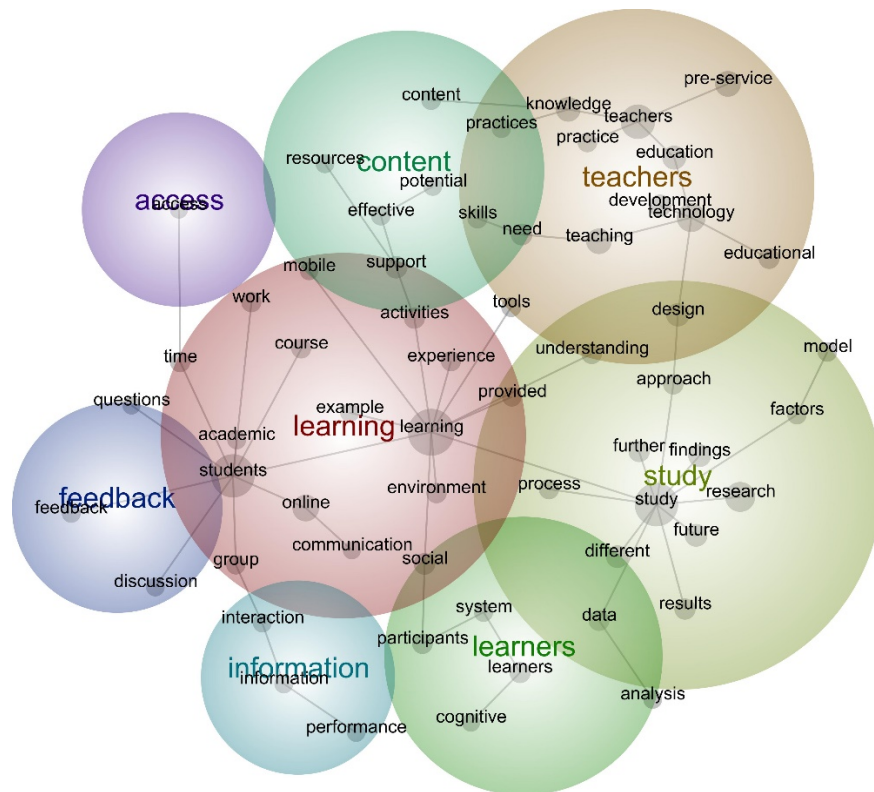 pre-service
content
knowledge
teachers
practices
practice
resources
content
education
potential
teachers
access
access
effective
skills
development
technology
need
teaching
educational
mobile
support
work
tools
activities
design
course
experience
understanding
model
time
approach
questions
example
provided
factors
learning
learning
academic
further
findings
students
study
feedback
feedback
online
environment
process
study
research
future
communication
discussion
group
social
different
system
results
interaction
participants
learners
data
information
information
learners
analysis
performance
cognitive